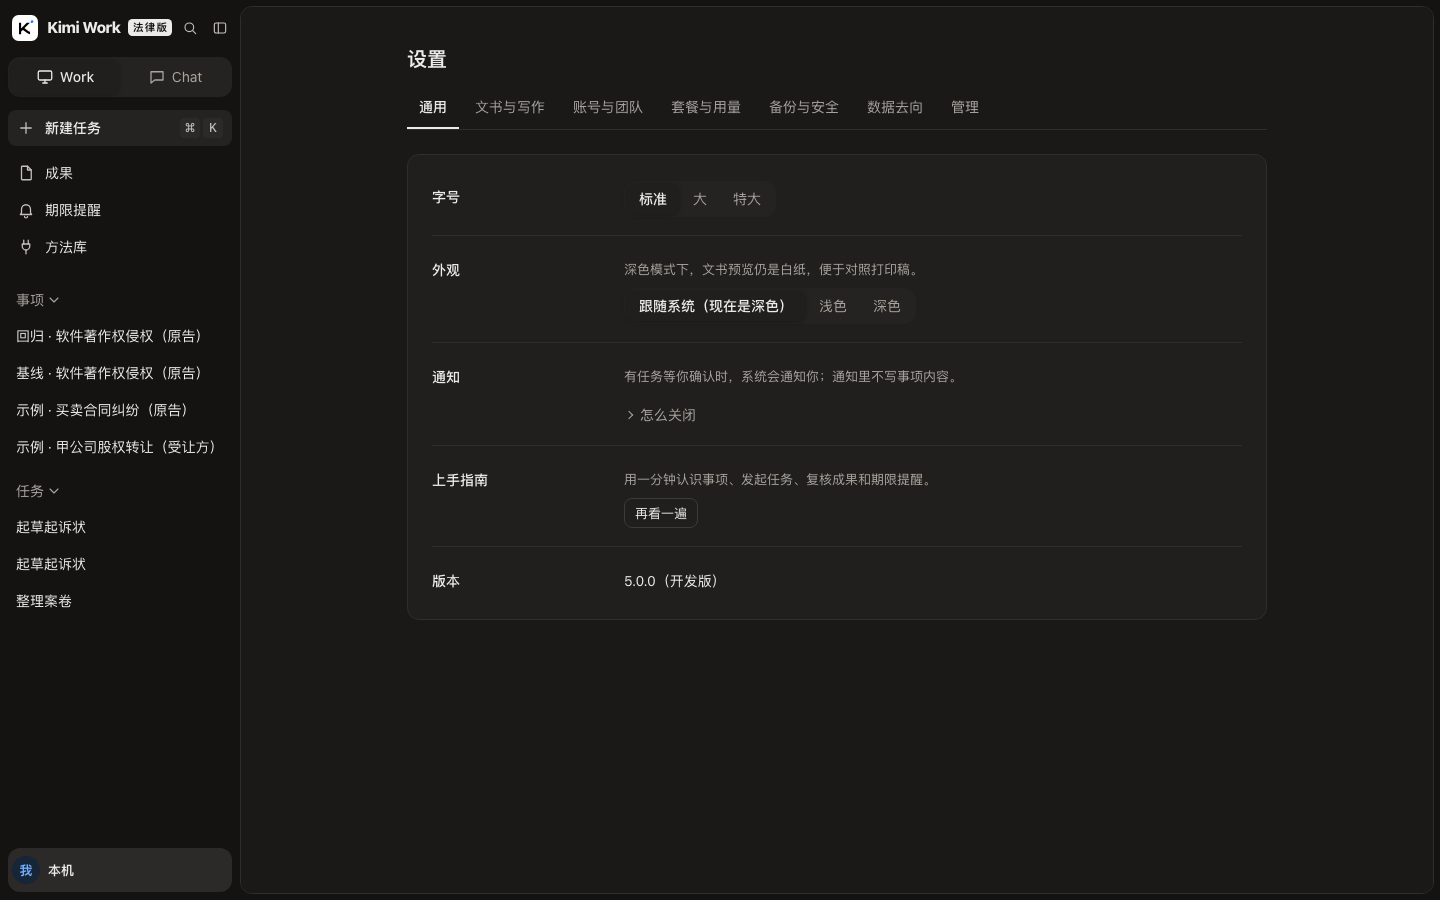 Kimi Work 法律版
Work Chat
新建任务 ⌘ K
成果
期限提醒
方法库
事项
回归 · 软件著作权侵权（原告）
基线 · 软件著作权侵权（原告）
示例 · 买卖合同纠纷（原告）
示例 · 甲公司股权转让（受让方）
任务
起草起诉状
起草起诉状
整理案卷
我 本机
设置
通用 文书与写作 账号与团队 套餐与用量 备份与安全 数据去向 管理
字号 标准 大 特大
外观 深色模式下，文书预览仍是白纸，便于对照打印稿。
跟随系统（现在是深色） 浅色 深色
通知 有任务等你确认时，系统会通知你；通知里不写事项内容。
怎么关闭
上手指南 用一分钟认识事项、发起任务、复核成果和期限提醒。
再看一遍
版本 5.0.0（开发版）